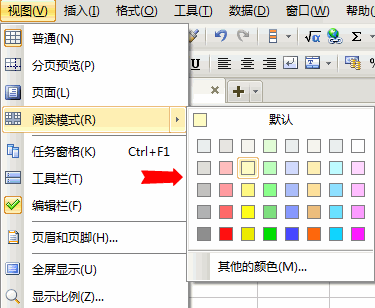 视图(V) 插入(I) 格式(O) 工具(T) 数据(D) 窗口(W) 帮助(
普通(N)
分页预览(P)
页面(L)
阅读模式(R)
默认
任务窗格(K) Ctrl+F1
工具栏(T)
编辑栏(F)
页眉和页脚(H)...
全屏显示(U)
其他的颜色(M)...
显示比例(Z)...